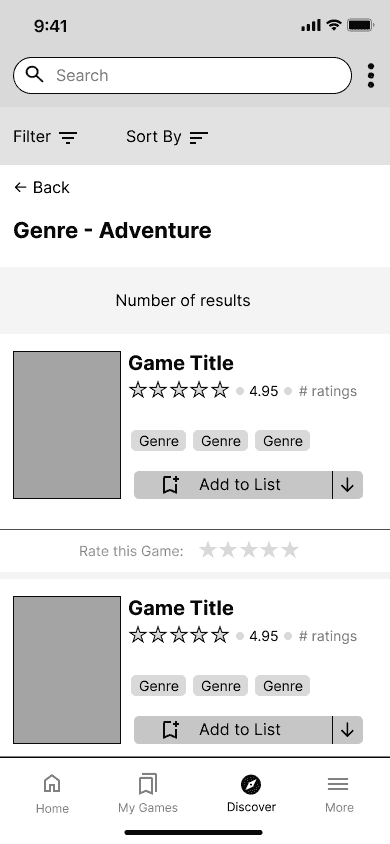 9:41
Search
Filter
Sort By
← Back
Genre - Adventure
Number of results
Game Title
4.95 # ratings
Genre Genre Genre
Add to List
Rate this Game:
Game Title
4.95 # ratings
Genre Genre Genre
Add to List
Home My Games Discover More